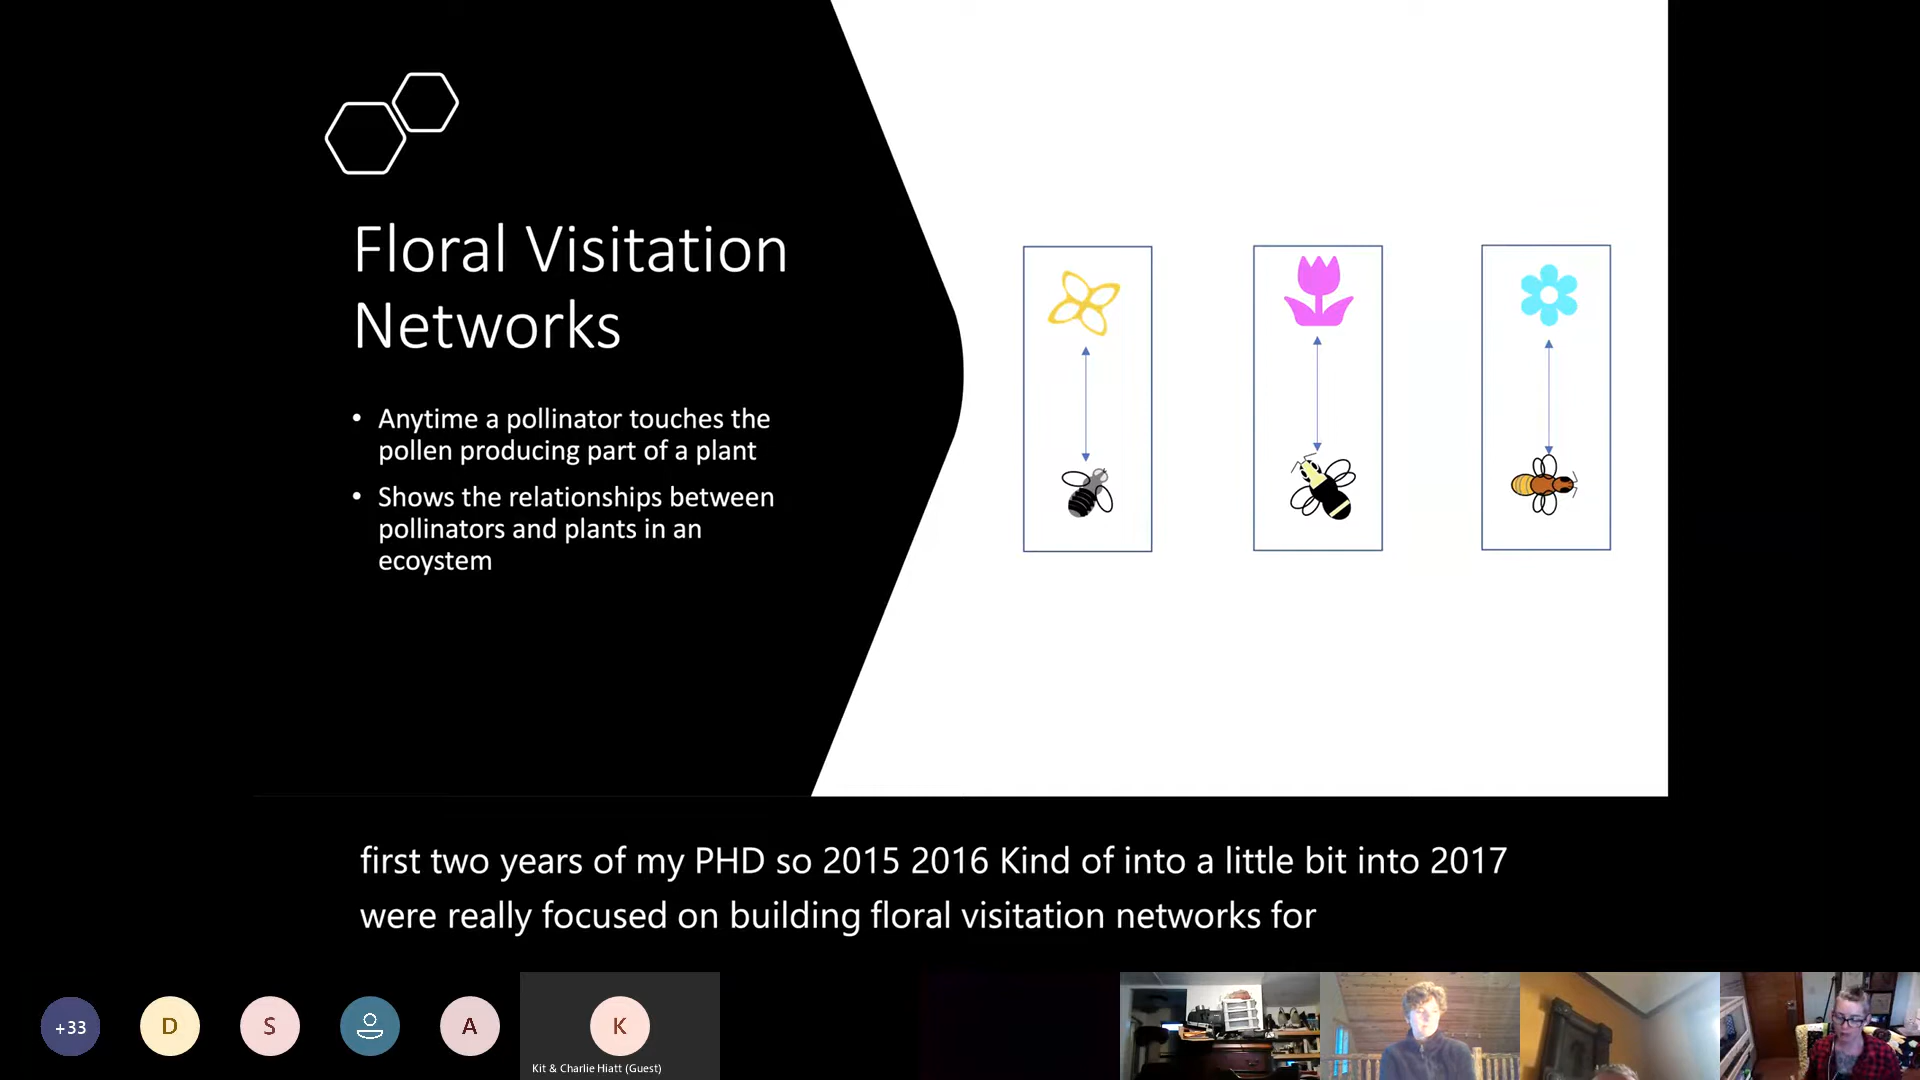 Floral Visitation
Networks
• Anytime a pollinator touches the
pollen producing part of a plant
• Shows the relationships between
pollinators and plants in an
ecoystem
first two years of my PHD so 2015 2016 Kind of into a little bit into 2017
were really focused on building floral visitation networks for
+33
D
S
A
K
Kit & Charlie Hiatt (Guest)